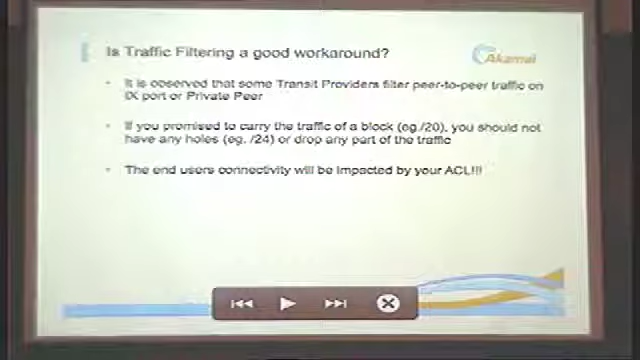 Is Traffic Filtering a good workaround?
Akamai
It is observed that some Transit Providers filter peer-to-peer traffic on
IX port or Private Peer
If you promised to carry the traffic of a block (eg./20), you should not
have any holes (eg. /24) or drop any part of the traffic
The end users connectivity will be impacted by your ACL!!!